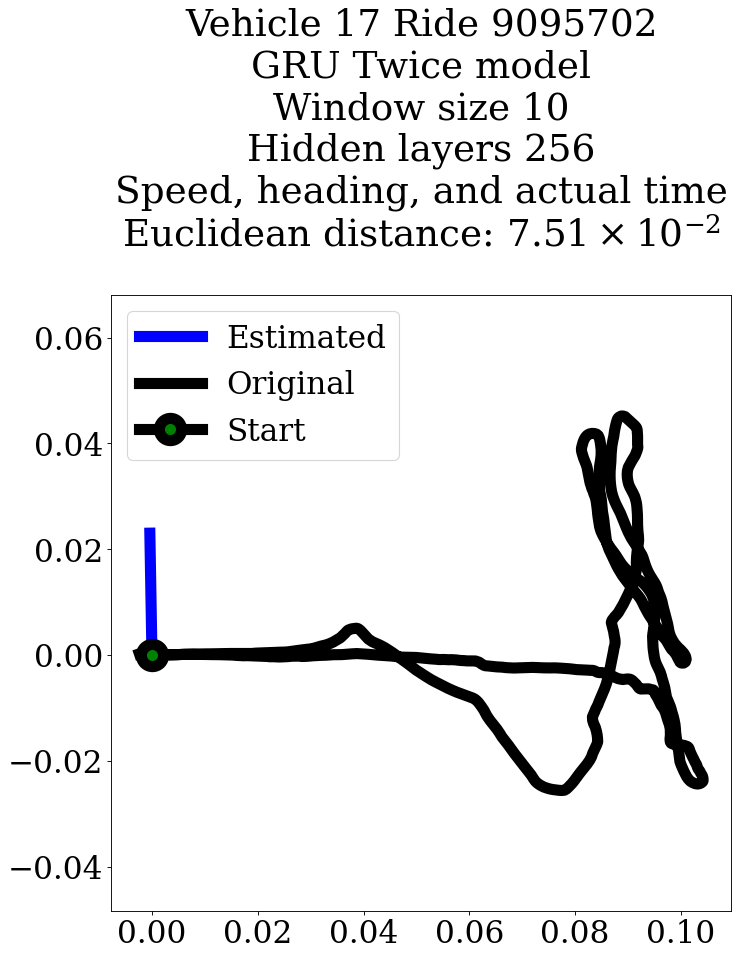 Vehicle 17 Ride 9095702
GRU Twice model
Window size 10
Hidden layers 256
Speed, heading, and actual time
Euclidean distance: 7.51 × 10⁻²
Estimated
Original
Start
0.06
0.04
0.02
0.00
−0.02
−0.04
0.00 0.02 0.04 0.06 0.08 0.10